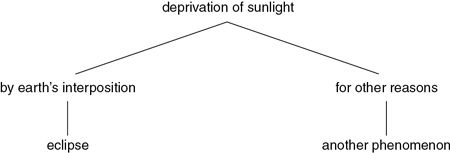 deprivation of sunlight
by earth’s interposition
for other reasons
eclipse
another phenomenon